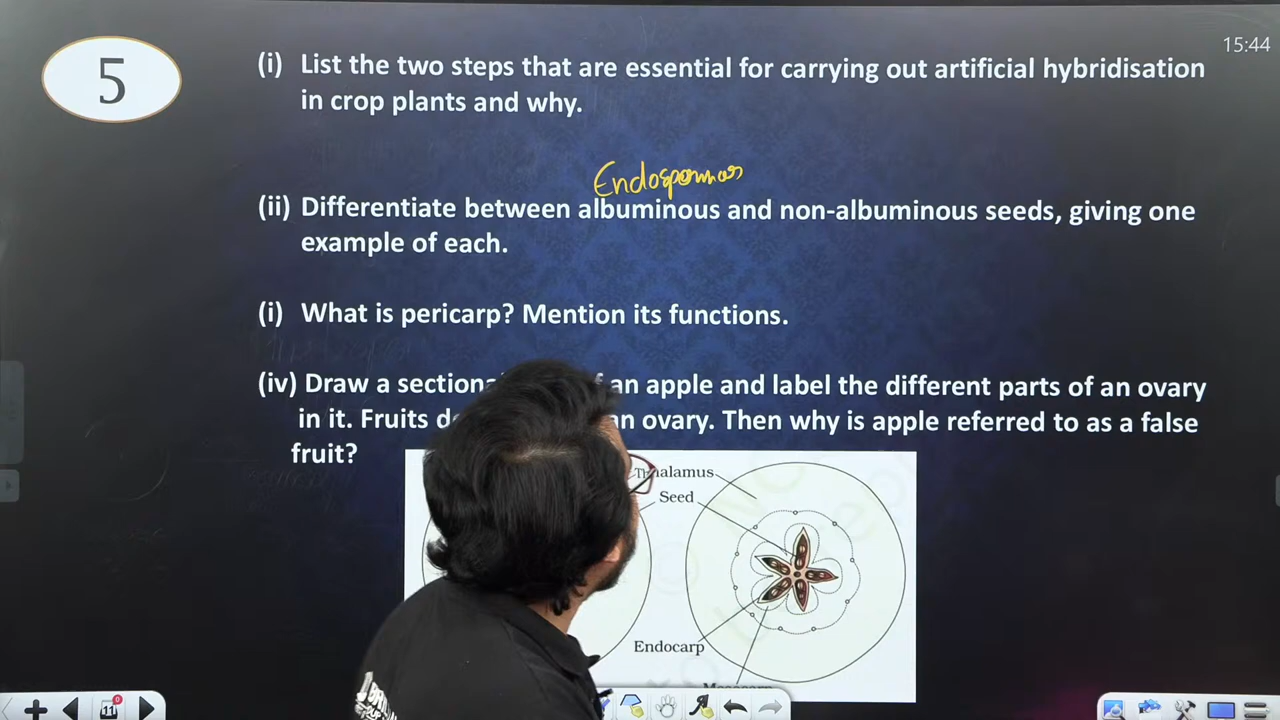 15:44
5
(i) List the two steps that are essential for carrying out artificial hybridisation
in crop plants and why.
(ii) Differentiate between albuminous and non-albuminous seeds, giving one
example of each.
(i) What is pericarp? Mention its functions.
(iv) Draw a an apple and label the different parts of an ovary
in it. Fruits an ovary. Then why is apple referred to as a false
fruit?
Thalamus
Seed
Endocarp
11